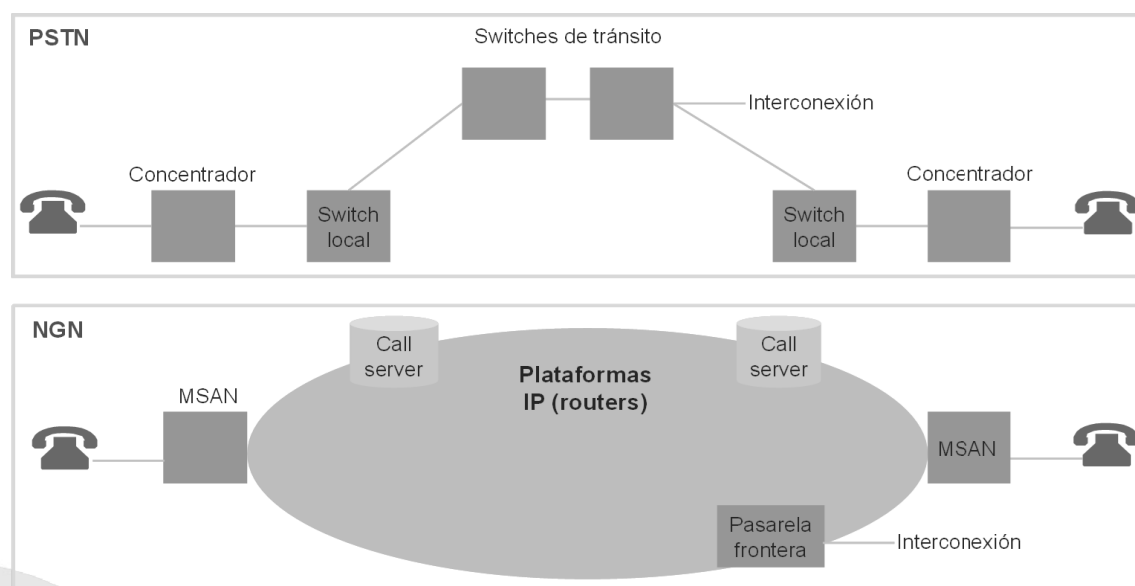 PSTN
Switches de tránsito
Interconexión
Concentrador
Concentrador
Switch
local
Switch
local
NGN
Call
server
Call
server
Plataformas
IP (routers)
MSAN
MSAN
Pasarela
frontera
Interconexión